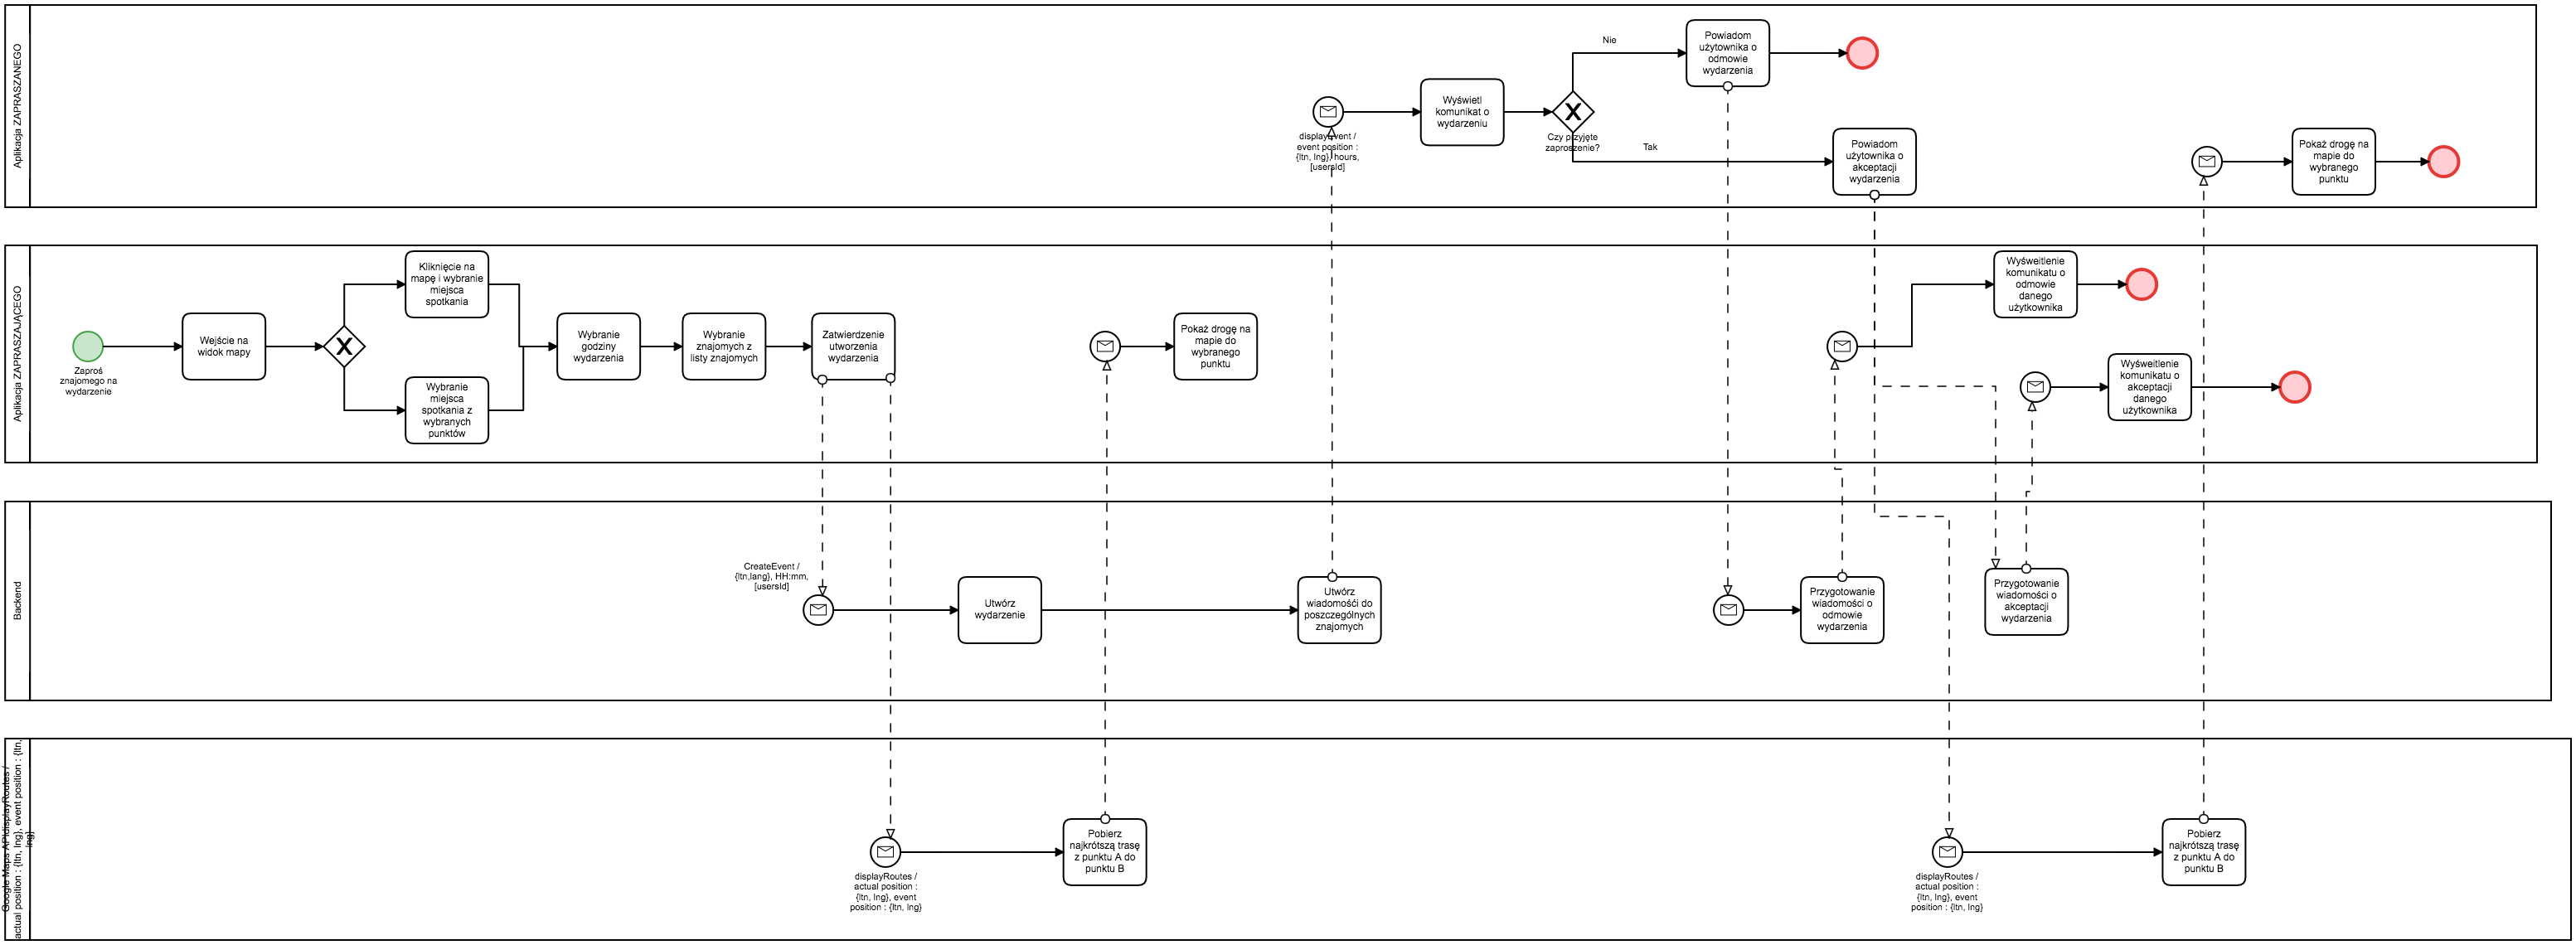 Aplikacja ZAPRASZANEGO
Nie
Powiadom
użytownika o
odmowie
wydarzenia
Wyświetl
komunikat o
wydarzeniu
displayEvent /
event position :
{ltn, lng}, hours,
[usersId]
Czy przyjęte
zaproszenie?
Tak
Powiadom
użytownika o
akceptacji
wydarzenia
Pokaż drogę na
mapie do
wybranego
punktu
Aplikacja ZAPRASZAJĄCEGO
Zaproś
znajomego na
wydarzenie
Wejście na
widok mapy
Kliknięcie na
mapę i wybranie
miejsca
spotkania
Wybranie
miejsca
spotkania z
wybranych
punktów
Wybranie
godziny
wydarzenia
Wybranie
znajomych z
listy znajomych
Zatwierdzenie
utworzenia
wydarzenia
Pokaż drogę na
mapie do
wybranego
punktu
Wyśweitlenie
komunikatu o
odmowie
danego
użytkownika
Wyśweitlenie
komunikatu o
akceptacji
danego
użytkownika
Backend
CreateEvent /
{ltn,lang}, HH:mm,
[usersId]
Utwórz
wydarzenie
Utwórz
wiadomośći do
poszczególnych
znajomych
Przygotowanie
wiadomości o
odmowie
wydarzenia
Przygotowanie
wiadomości o
akceptacji
wydarzenia
Google Maps API\displayRoutes /
actual position : {ltn, lng}, event position : {ltn,
lng}
displayRoutes /
actual position :
{ltn, lng}, event
position : {ltn, lng}
Pobierz
najkrótszą trasę
z punktu A do
punktu B
displayRoutes /
actual position :
{ltn, lng}, event
position : {ltn, lng}
Pobierz
najkrótszą trasę
z punktu A do
punktu B